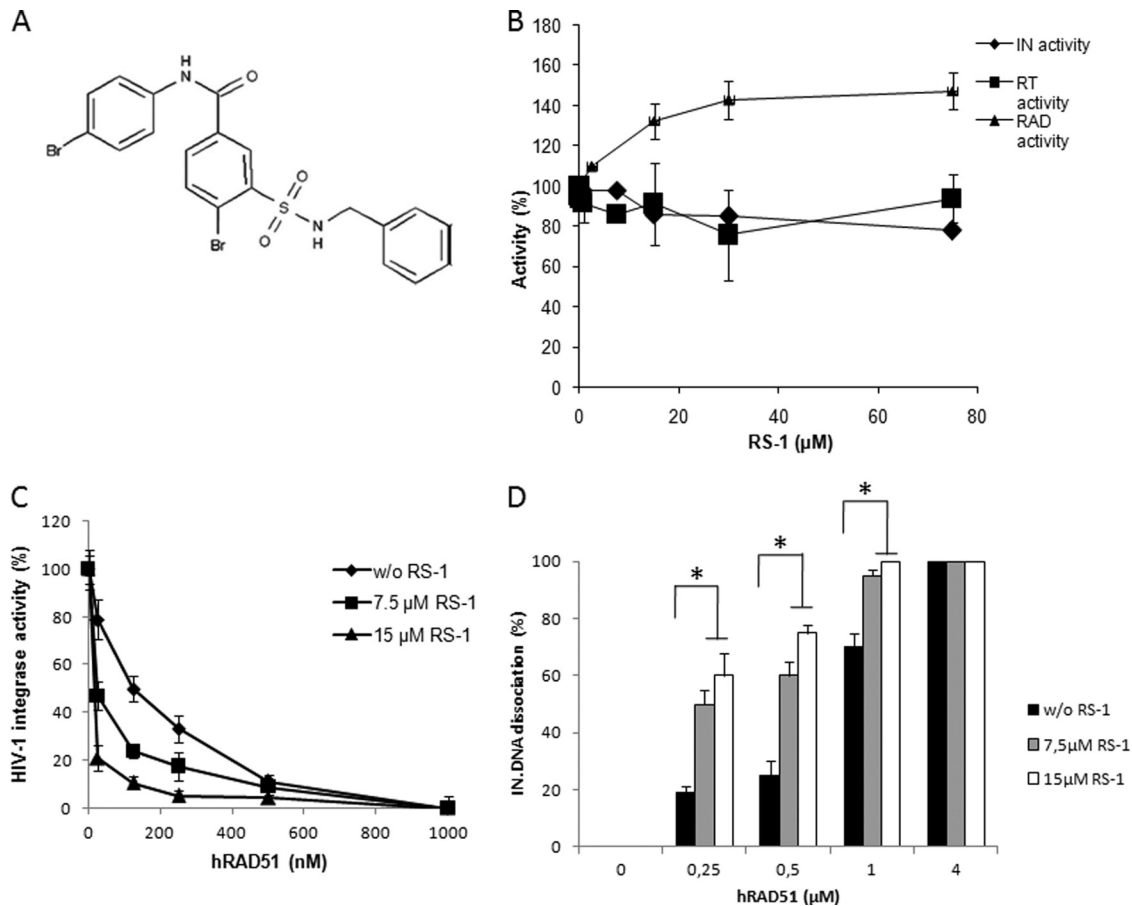 A
H
N
O
Br
O
S
O
N
H
Br
B
Activity (%)
180
160
140
120
100
80
60
40
20
0
0 20 40 60 80
RS-1 (µM)
IN activity
RT
activity
RAD
activity
C
HIV-1 integrase activity (%)
120
100
80
60
40
20
0
0 200 400 600 800 1000
hRAD51 (nM)
w/o RS-1
7.5 µM RS-1
15 µM RS-1
D
IN.DNA dissociation (%)
100
80
60
40
20
0
* * *
0 0,25 0,5 1 4
hRAD51 (µM)
w/o RS-1
7,5µM RS-1
15µM RS-1